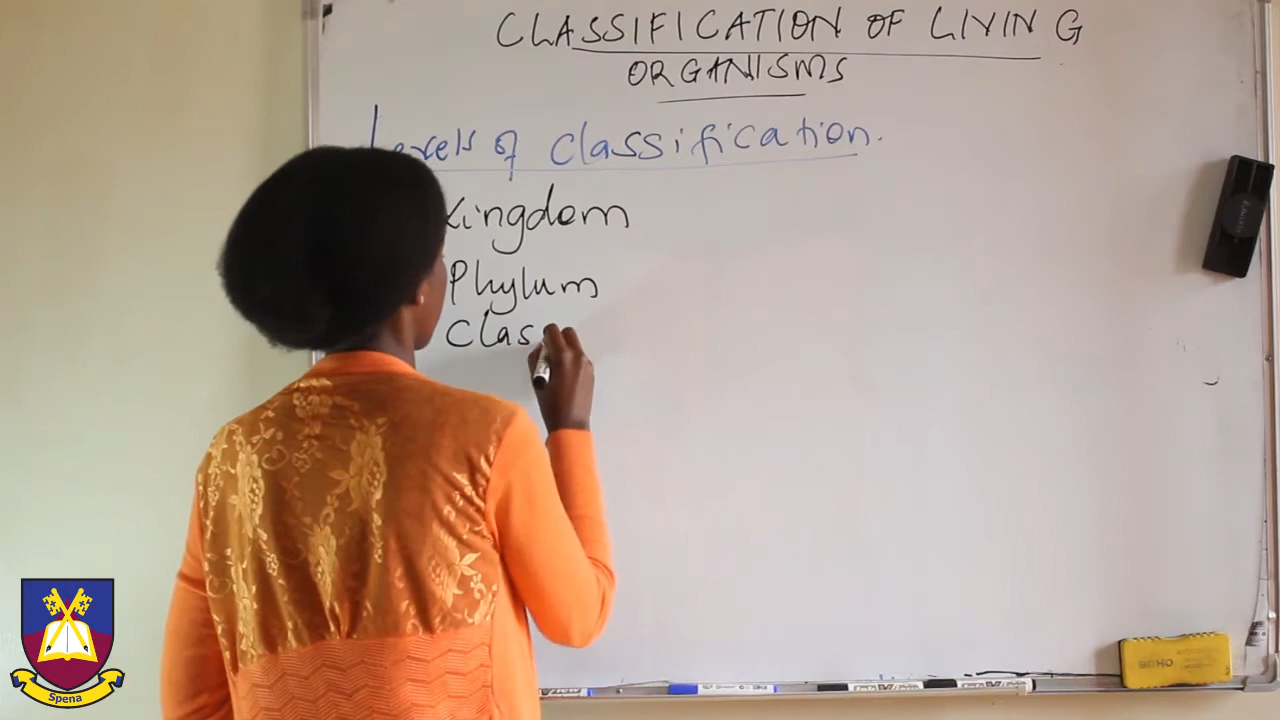 CLASSIFICATION OF LIVING
ORGANISMS
Levels of classification.
Kingdom
Phylum
Clas
Spena